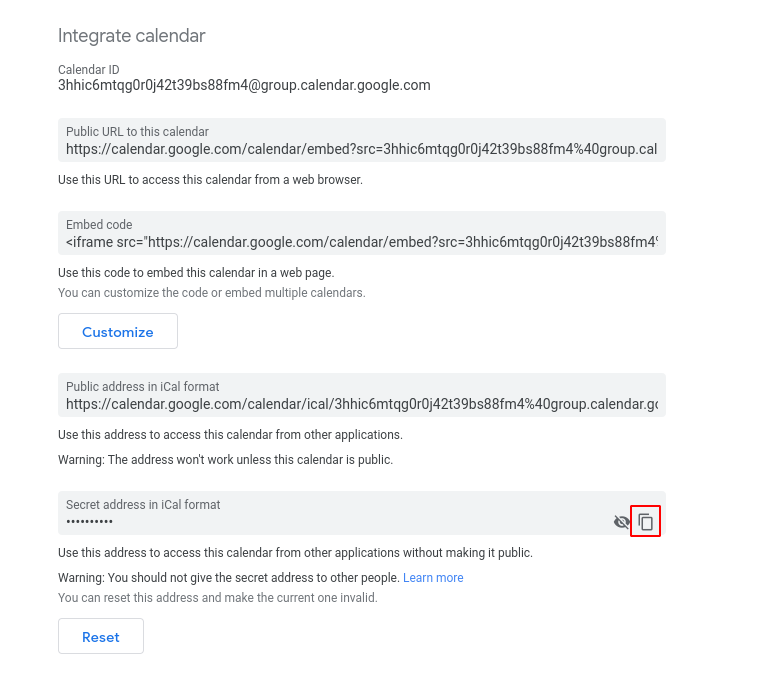 Integrate calendar
Calendar ID
3hhic6mtqg0r0j42t39bs88fm4@group.calendar.google.com
Public URL to this calendar
https://calendar.google.com/calendar/embed?src=3hhic6mtqg0r0j42t39bs88fm4%40group.cal
Use this URL to access this calendar from a web browser.
Embed code
<iframe src="https://calendar.google.com/calendar/embed?src=3hhic6mtqg0r0j42t39bs88fm4%
Use this code to embed this calendar in a web page.
You can customize the code or embed multiple calendars.
Customize
Public address in iCal format
https://calendar.google.com/calendar/ical/3hhic6mtqg0r0j42t39bs88fm4%40group.calendar.go
Use this address to access this calendar from other applications.
Warning: The address won't work unless this calendar is public.
Secret address in iCal format
••••••••••
Use this address to access this calendar from other applications without making it public.
Warning: You should not give the secret address to other people. Learn more
You can reset this address and make the current one invalid.
Reset